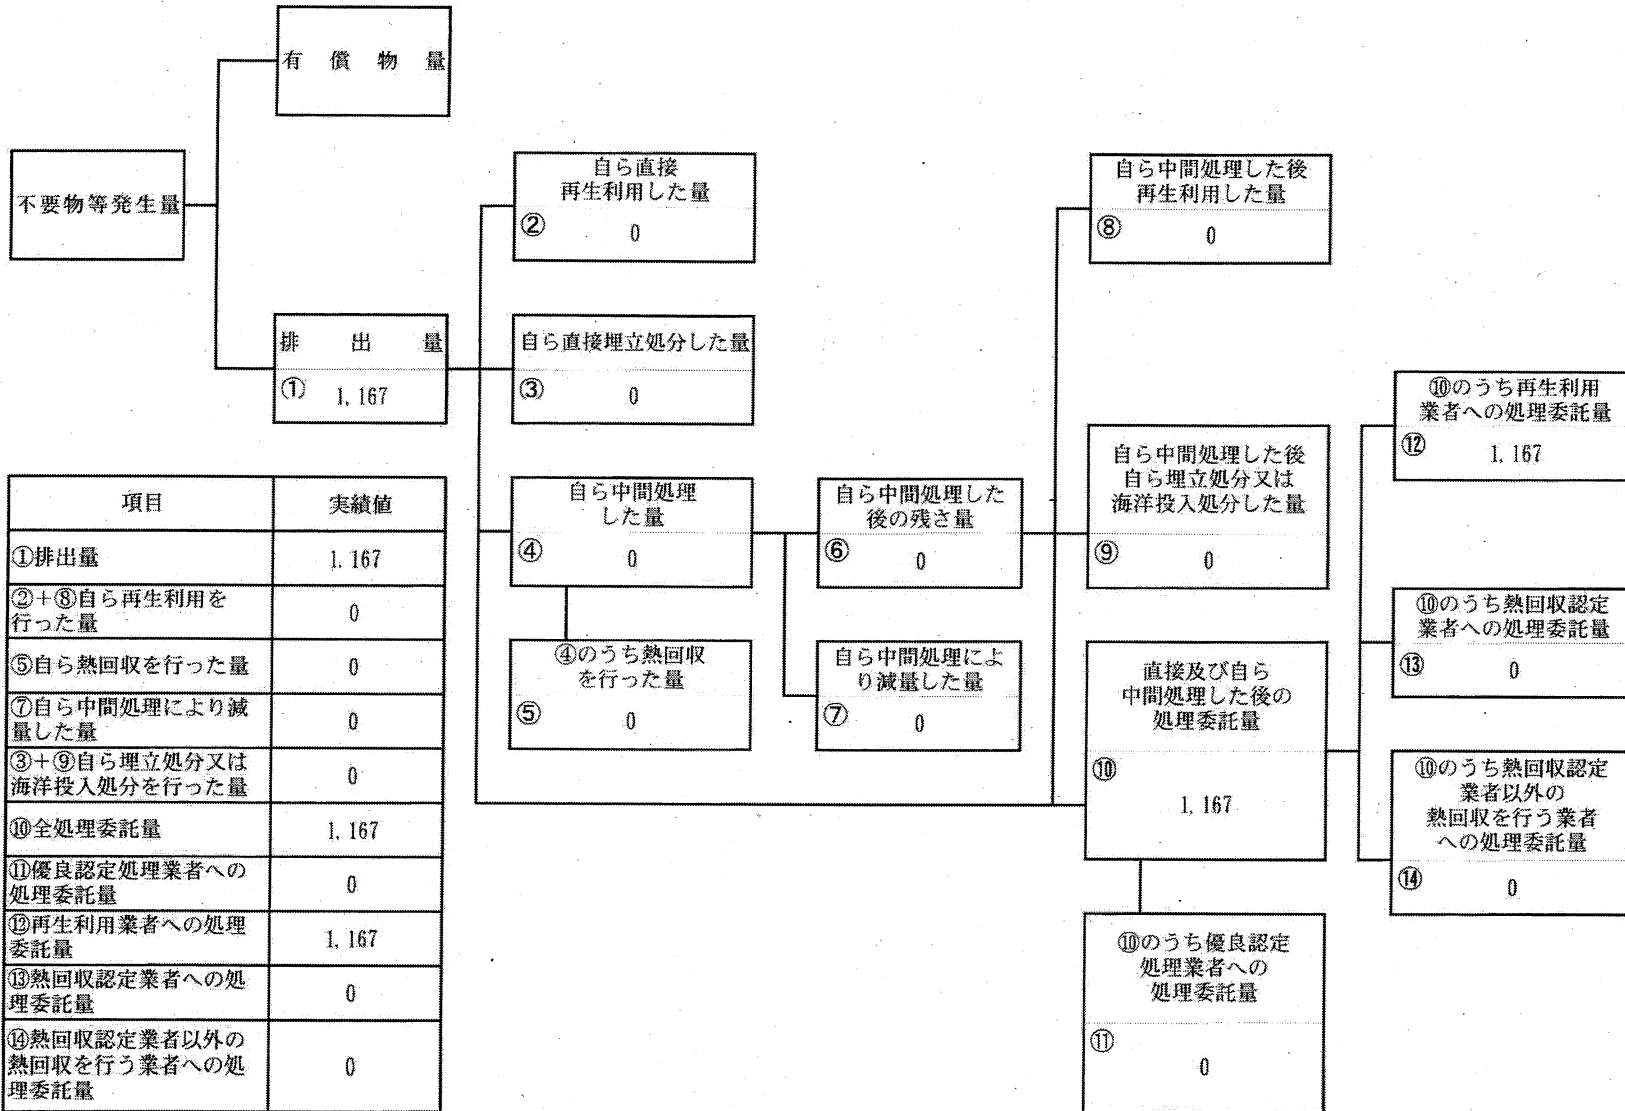 有償物量
不要物等発生量
排出量
① 1,167
自ら直接
再生利用した量
② 0
自ら直接埋立処分した量
③ 0
自ら中間処理
した量
④ 0
④のうち熱回収
を行った量
⑤ 0
自ら中間処理した
後の残さ量
⑥ 0
自ら中間処理によ
り減量した量
⑦ 0
自ら中間処理した後
再生利用した量
⑧ 0
自ら中間処理した後
自ら埋立処分又は
海洋投入処分した量
⑨ 0
直接及び自ら
中間処理した後の
処理委託量
⑩
1,167
⑩のうち優良認定
処理業者への
処理委託量
⑪
0
⑩のうち再生利用
業者への処理委託量
⑫ 1,167
⑩のうち熱回収認定
業者への処理委託量
⑬ 0
⑩のうち熱回収認定
業者以外の
熱回収を行う業者
への処理委託量
⑭ 0
項目 実績値
①排出量 1,167
②+⑧自ら再生利用を
行った量 0
⑤自ら熱回収を行った量 0
⑦自ら中間処理により減
量した量 0
③+⑨自ら埋立処分又は
海洋投入処分を行った量 0
⑩全処理委託量 1,167
⑪優良認定処理業者への
処理委託量 0
⑫再生利用業者への処理
委託量 1,167
⑬熱回収認定業者への処
理委託量 0
⑭熱回収認定業者以外の
熱回収を行う業者への処
理委託量 0